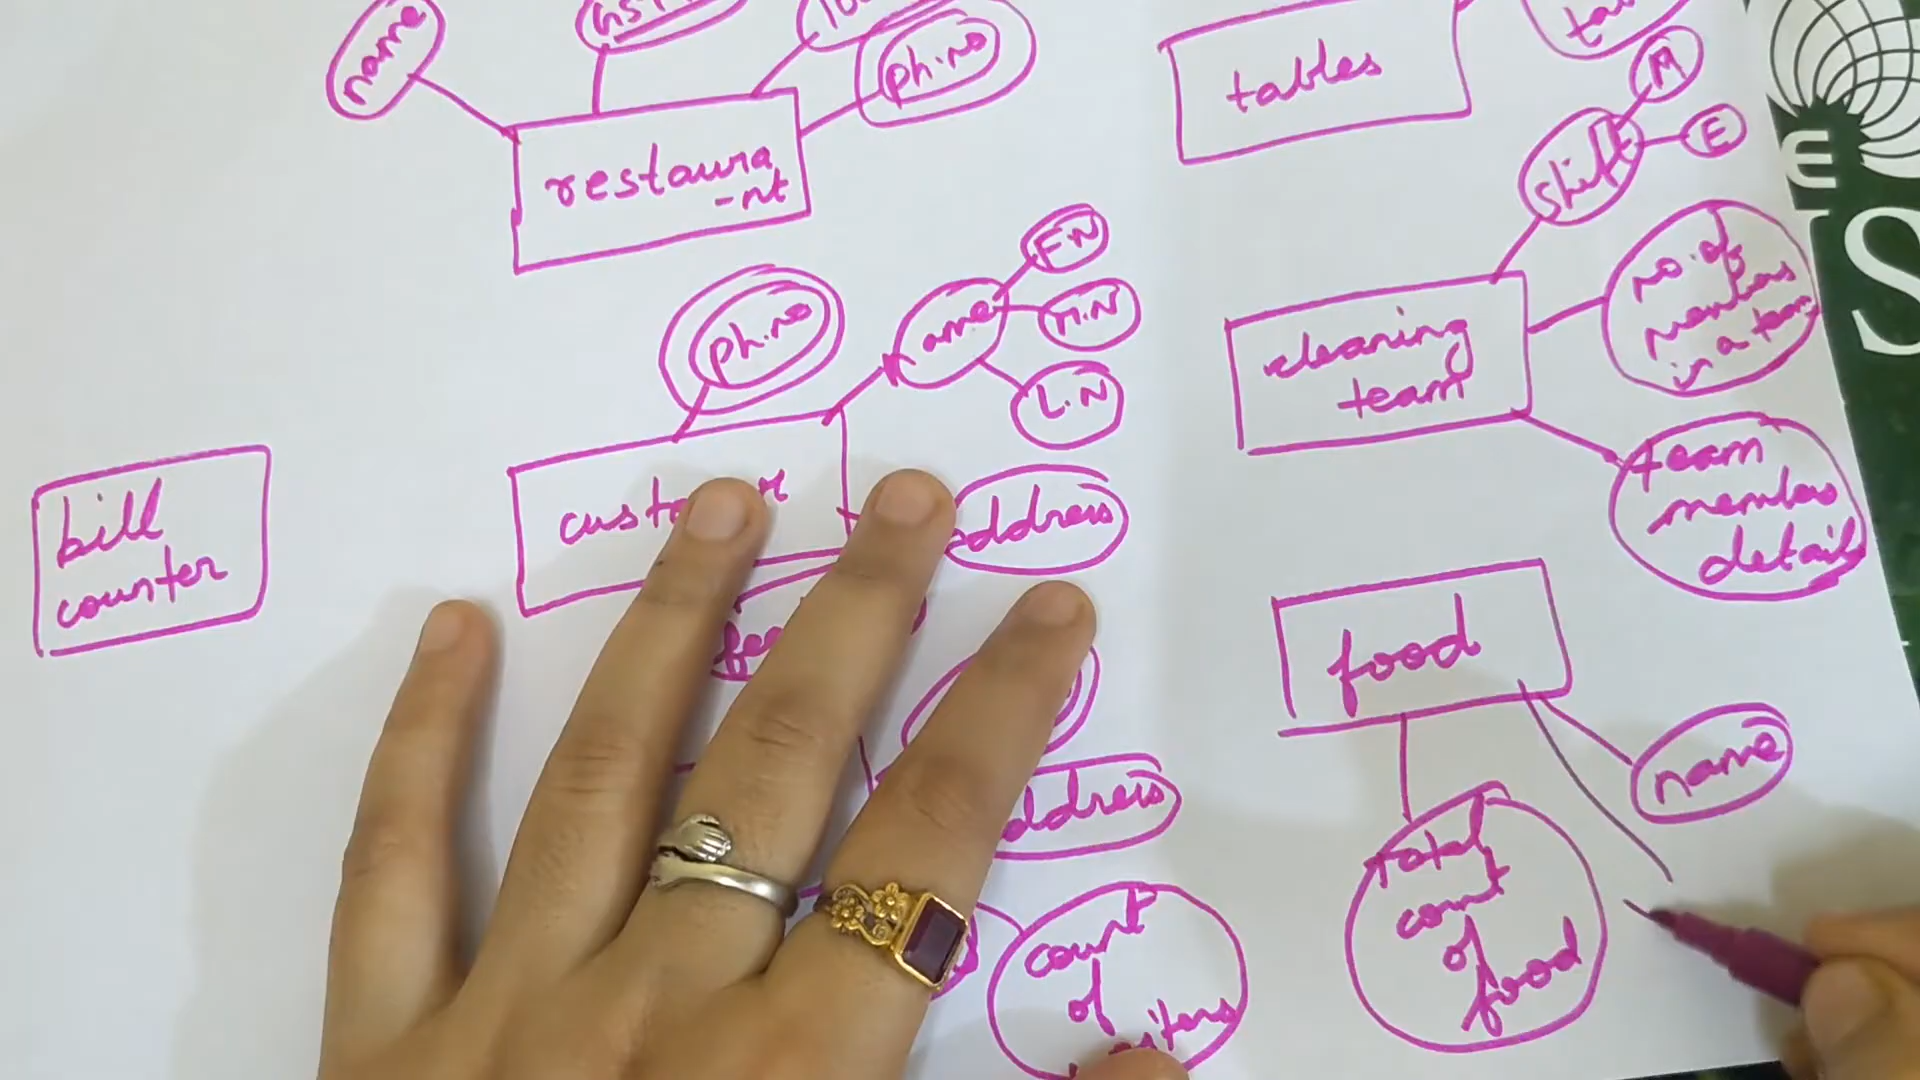 name
ph.no
restaura
-nt
tables
M
shift
E
F.N
name
M.N
L.N
ph.no
no. of
members
in a team
cleaning
team
bill
counter
address
team
members
detail
food
name
address
total
count
of
food
count
of
E
S